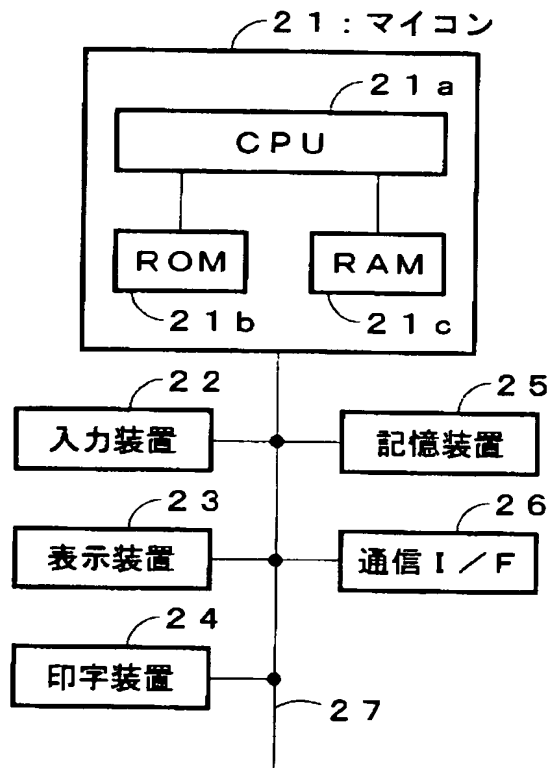 21:マイコン
21a
CPU
ROM
RAM
21b
21c
22
25
入力装置
記憶装置
23
26
表示装置
通信I/F
24
印字装置
27